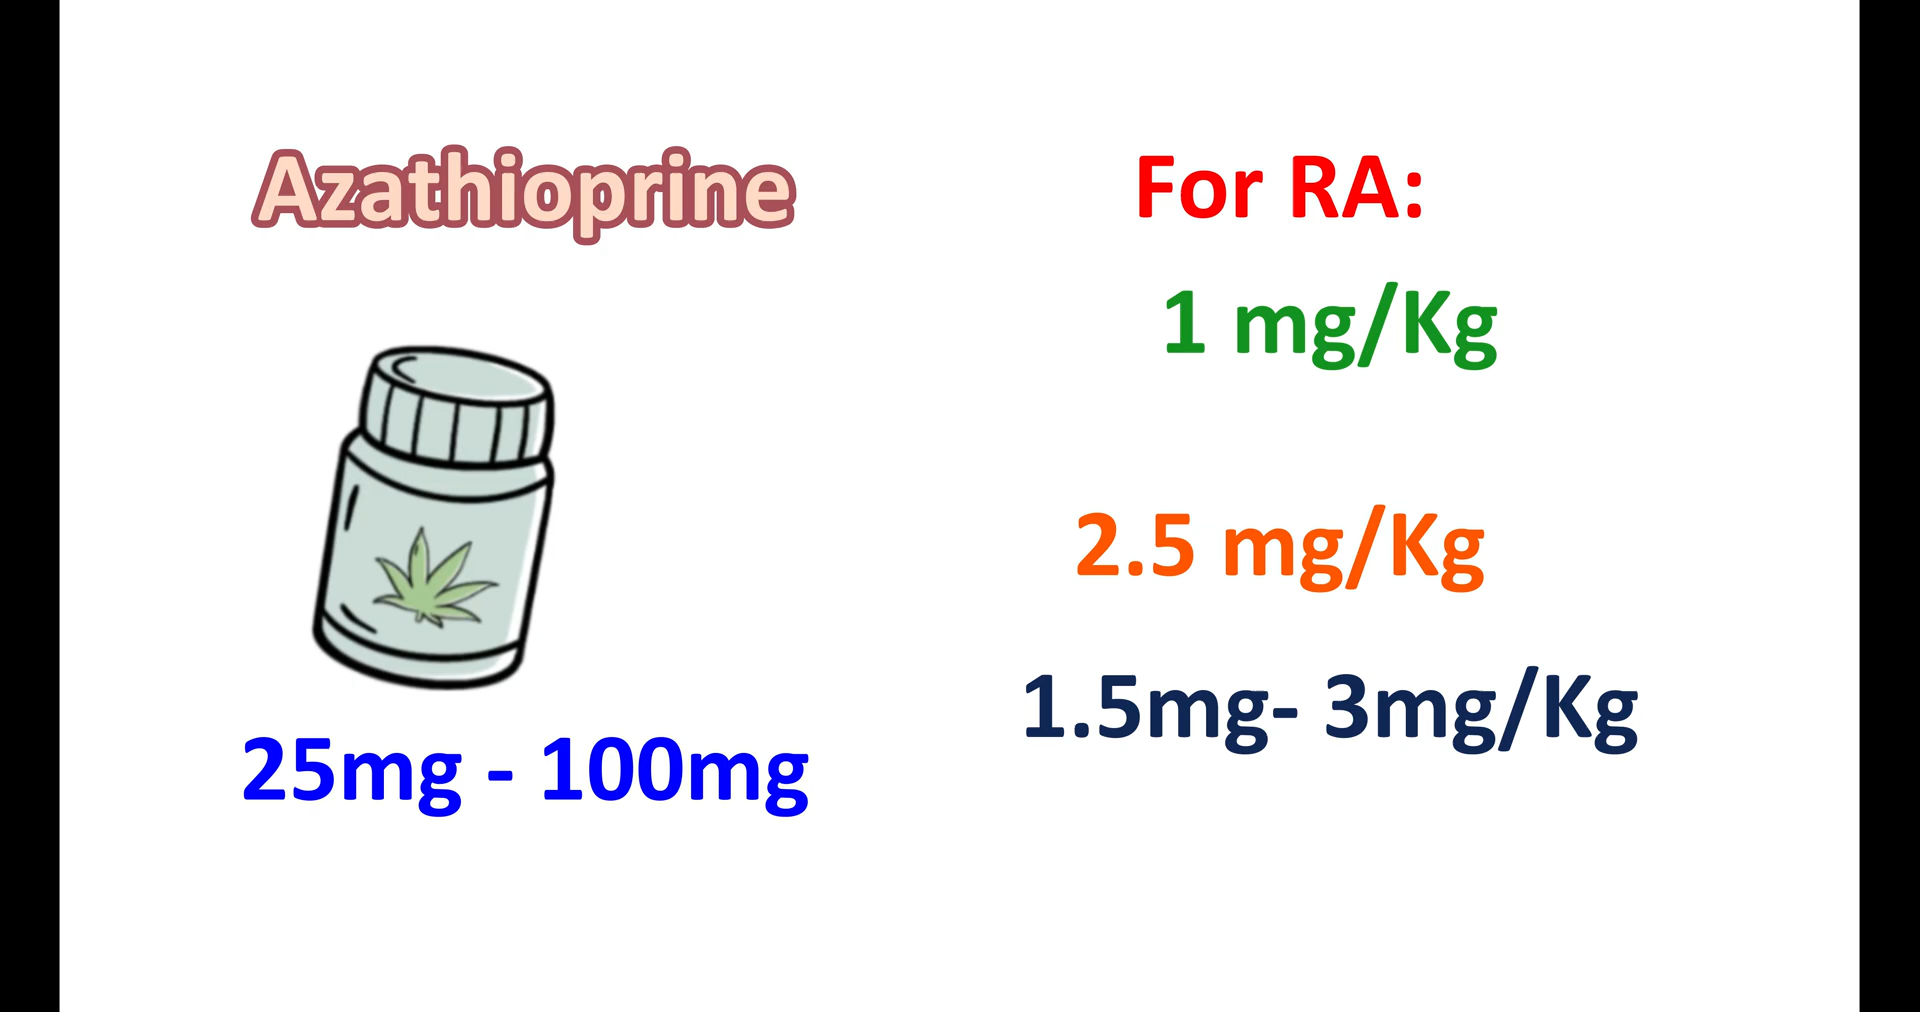 Azathioprine
25mg - 100mg
For RA:
1 mg/Kg
2.5 mg/Kg
1.5mg- 3mg/Kg